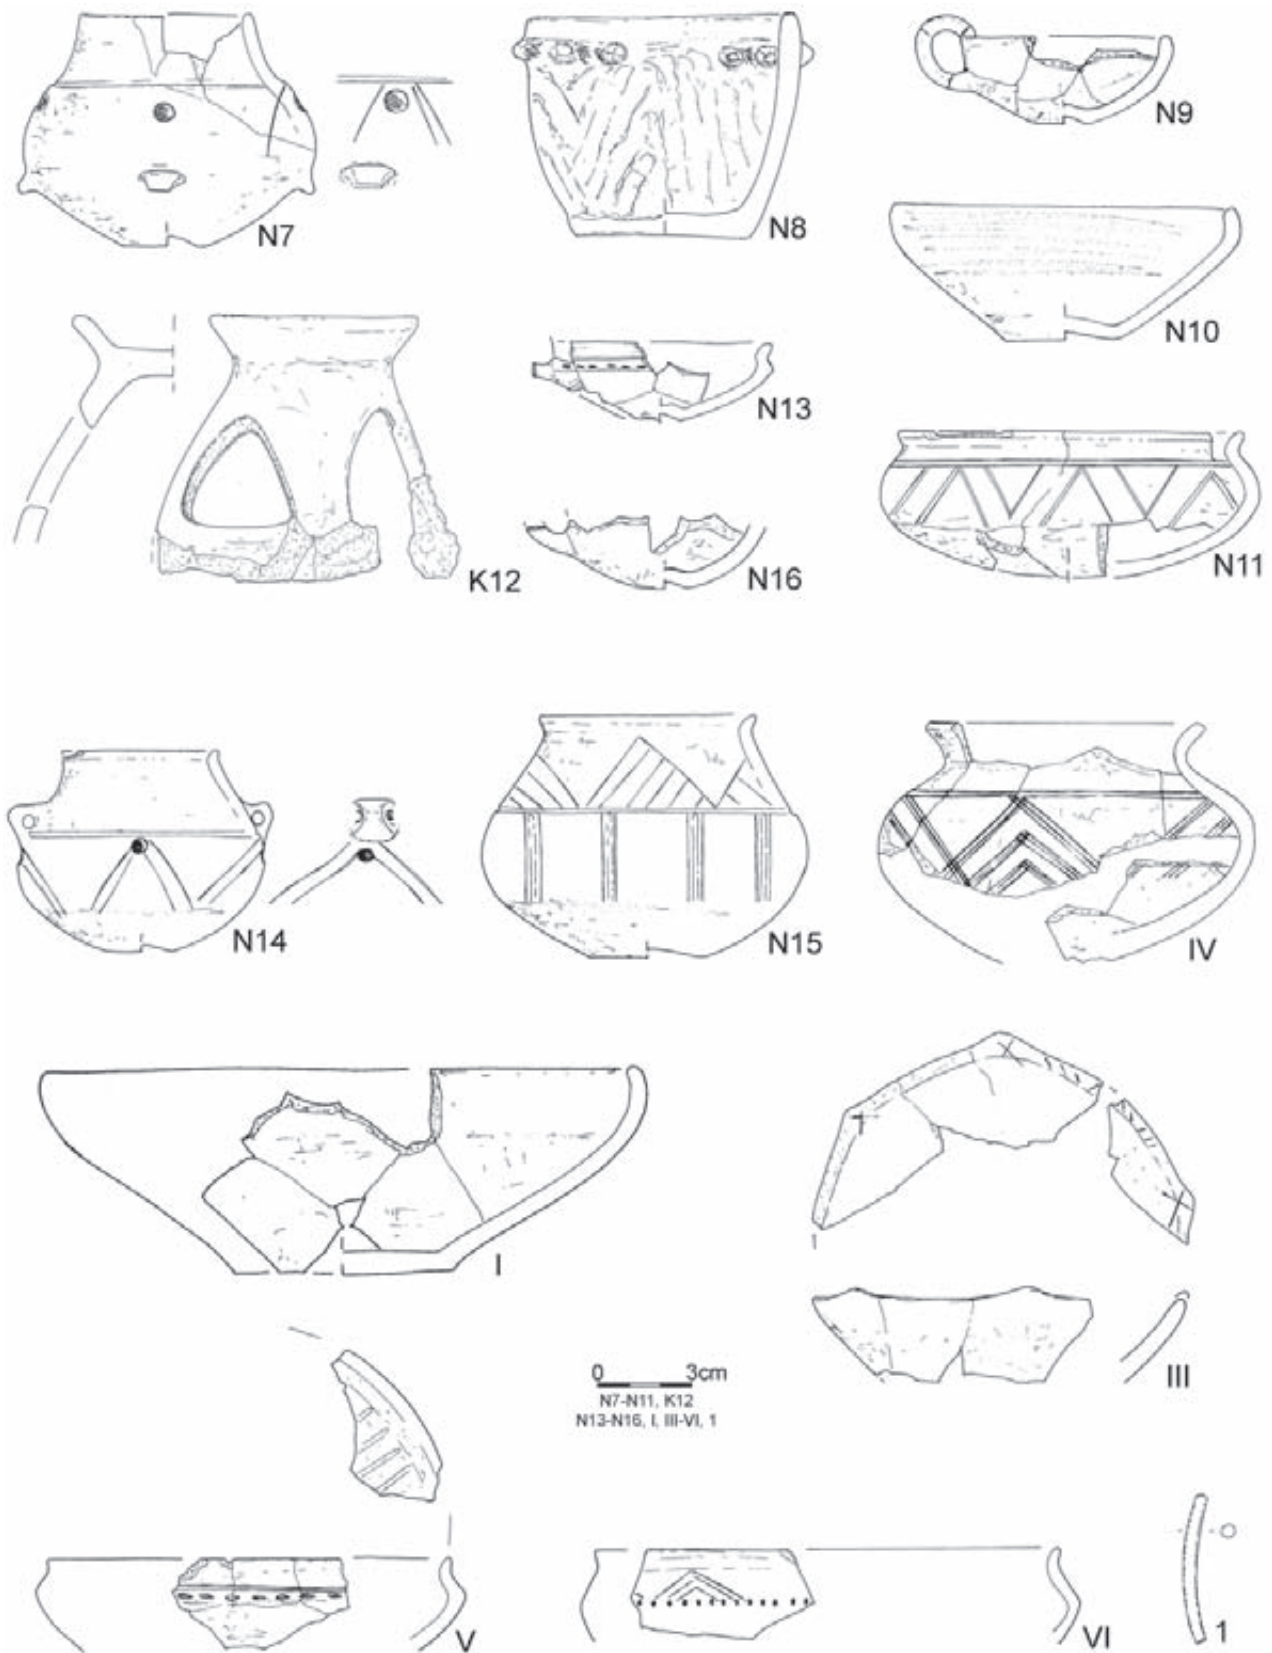 N7
N8
N9
N10
K12
N13
N11
N16
N14
N15
IV
I
III
0 3cm
N7-N11, K12
N13-N16, I, III-VI, 1
V
VI
1